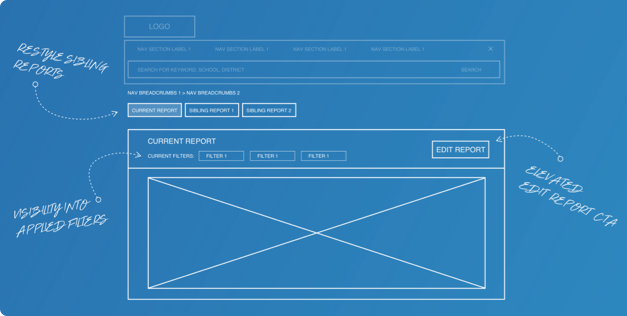 LOGO
NAV SECTION LABEL 1 NAV SECTION LABEL 1 NAV SECTION LABEL 1 NAV SECTION LABEL 1 ×
SEARCH FOR KEYWORD, SCHOOL, DISTRICT SEARCH
RESTYLE SIBLING
REPORTS
NAV BREADCRUMBS 1 > NAV BREADCRUMBS 2
CURRENT REPORT SIBLING REPORT 1 SIBLING REPORT 2
CURRENT REPORT
EDIT REPORT
CURRENT FILTERS: FILTER 1 FILTER 1 FILTER 1
VISIBILITY INTO
APPLIED FILTERS
ELEVATED
EDIT REPORT CTA